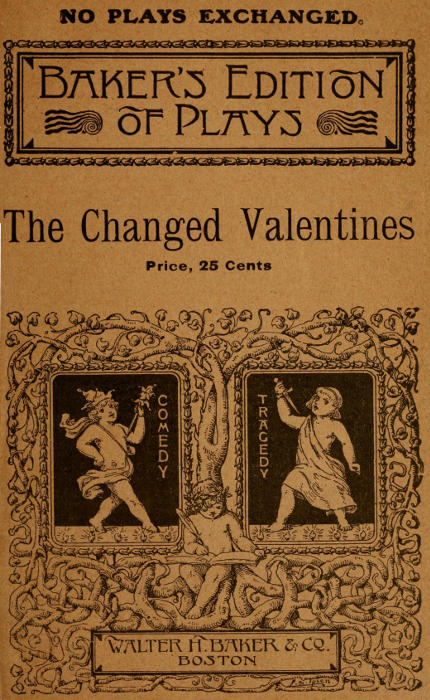 NO PLAYS EXCHANGED.
BAKER'S EDITION
OF PLAYS
The Changed Valentines
Price, 25 Cents
COMEDY
TRAGEDY
WALTER H. BAKER & CO.
BOSTON